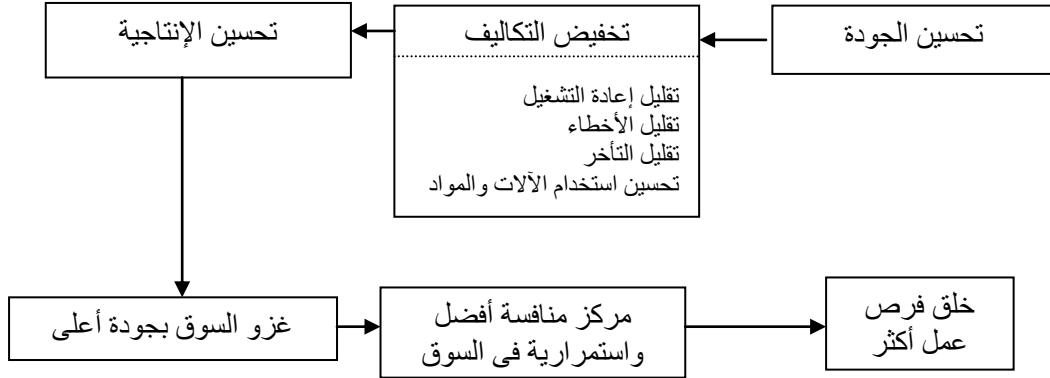 تحسين الجودة
تخفيض التكاليف
تقليل إعادة التشغيل
تقليل الأخطاء
تقليل التأخر
تحسين استخدام الآلات والمواد
تحسين الإنتاجية
غزو السوق بجودة أعلى
مركز منافسة أفضل
واستمرارية فى السوق
خلق فرص
عمل أكثر